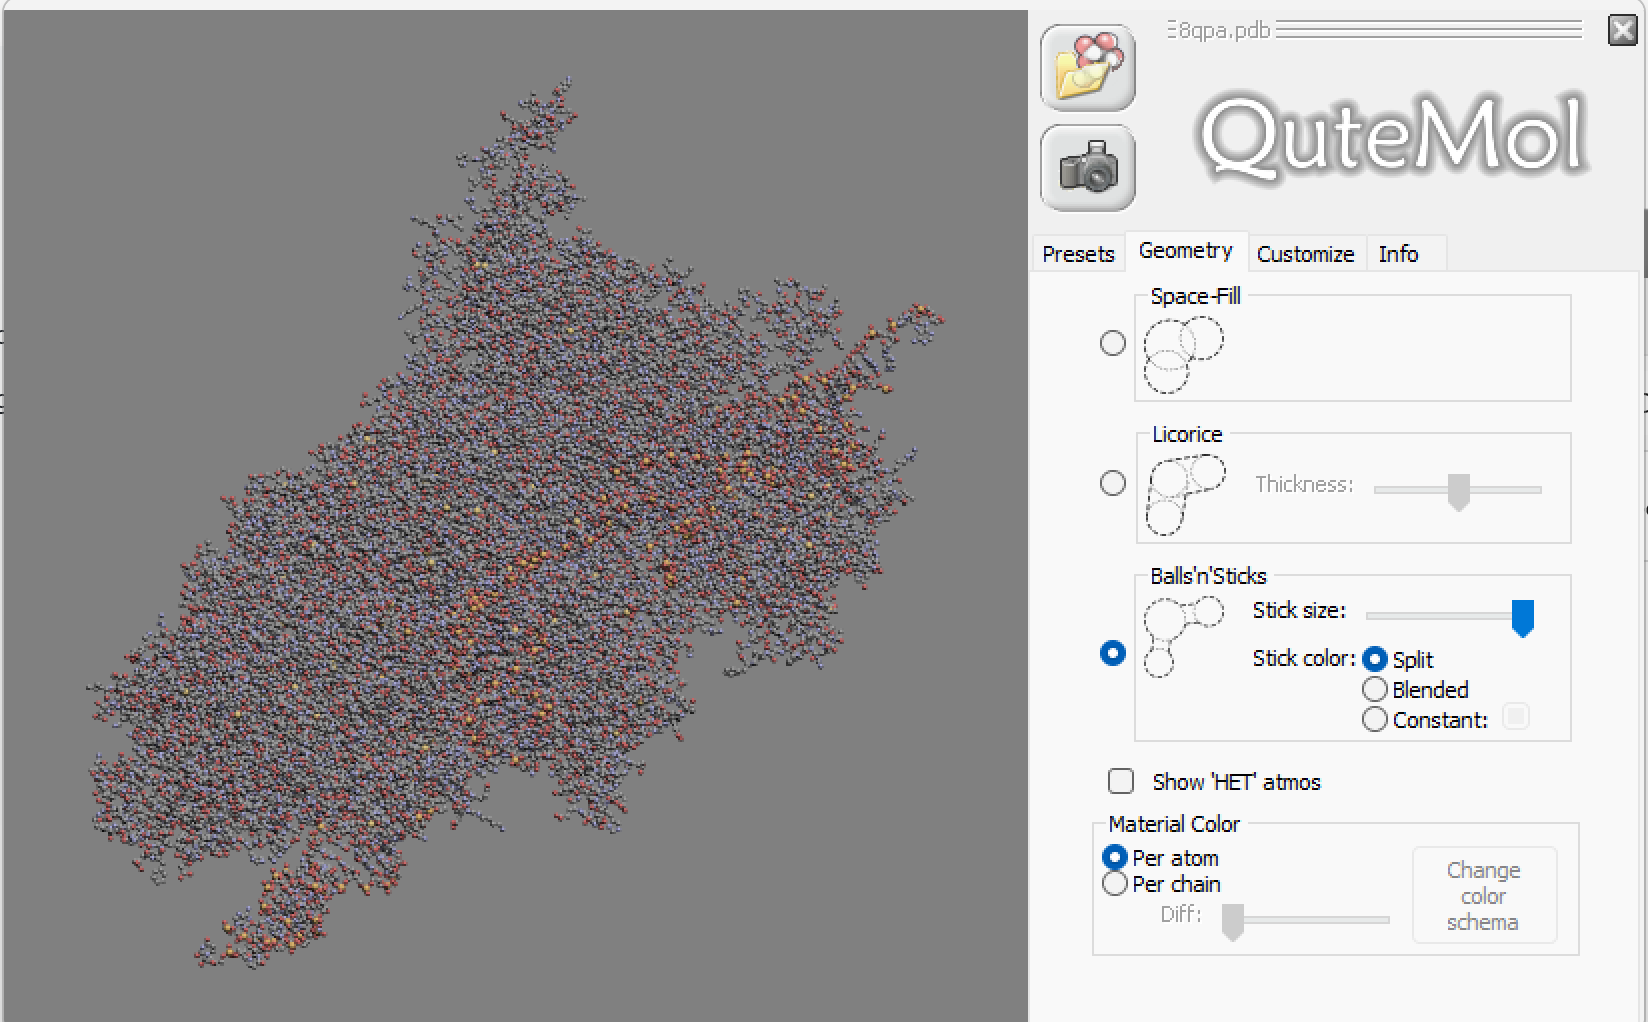 8qpa.pdb
QuteMol
Presets Geometry Customize Info
Space-Fill
Licorice
Thickness:
Balls'n'Sticks
Stick size:
Stick color: Split
Blended
Constant:
Show 'HET' atmos
Material Color
Per atom
Per chain
Diff:
Change
color
schema